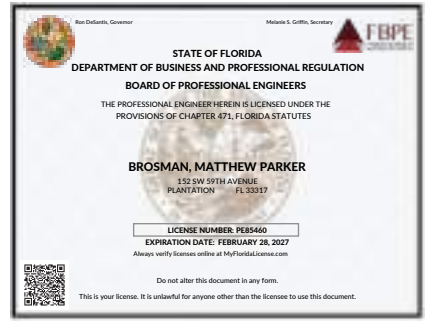 Ron DeSantis, Governor
Melanie S. Griffin, Secretary
FBPE
STATE OF FLORIDA
DEPARTMENT OF BUSINESS AND PROFESSIONAL REGULATION
BOARD OF PROFESSIONAL ENGINEERS
THE PROFESSIONAL ENGINEER HEREIN IS LICENSED UNDER THE
PROVISIONS OF CHAPTER 471, FLORIDA STATUTES
BROSMAN, MATTHEW PARKER
152 SW 59TH AVENUE
PLANTATION FL 33317
LICENSE NUMBER: PE85460
EXPIRATION DATE: FEBRUARY 28, 2027
Always verify licenses online at MyFloridaLicense.com
Do not alter this document in any form.
This is your license. It is unlawful for anyone other than the licensee to use this document.